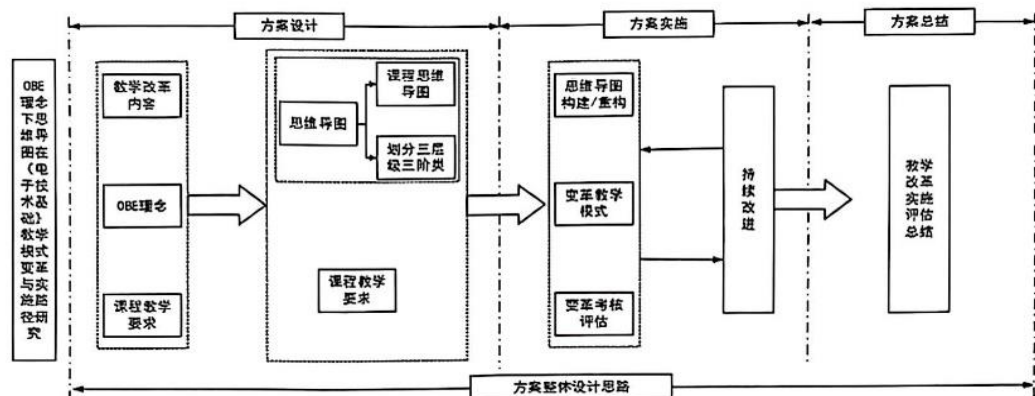 方案设计
方案实施
方案总结
OBE
理念
下思
维导
图在
《电
子技
术基
础》
教学
模式
变革
与实
施路
径研
究
教学改革
内容
OBE理念
课程教学
要求
思维导图
课程思维
导图
划分三层
级三阶类
课程教学
要求
思维导图
构建/重构
变革教学
模式
变革考核
评估
持
续
改
进
教学
改革
实施
评估
总结
方案整体设计思路